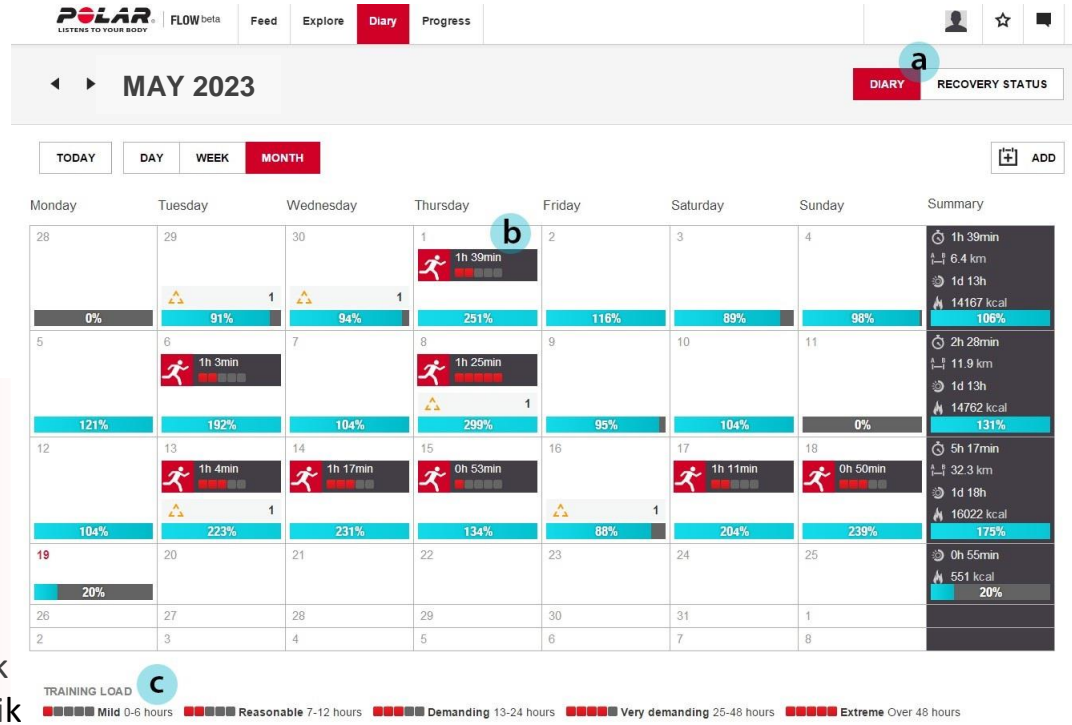 POLAR.
LISTENS TO YOUR BODY
FLOW beta
Feed Explore Diary Progress
a
MAY 2023
DIARY RECOVERY STATUS
TODAY DAY WEEK MONTH ADD
Monday Tuesday Wednesday Thursday Friday Saturday Sunday Summary
28 29 30 1 b 2 3 4 1h 39min
1h 39min 6.4 km
1d 13h
1 1 14167 kcal
0% 91% 94% 251% 116% 89% 98% 106%
5 6 7 8 9 10 11 2h 28min
1h 3min 1h 25min 11.9 km
1d 13h
1 14762 kcal
121% 192% 104% 299% 95% 104% 0% 131%
12 13 14 15 16 17 18 5h 17min
1h 4min 1h 17min 0h 53min 1h 11min 0h 50min 32.3 km
1d 18h
1 1 16022 kcal
104% 223% 231% 134% 88% 204% 239% 175%
19 20 21 22 23 24 25 0h 55min
551 kcal
20% 20%
26 27 28 29 30 31 1
2 3 4 5 6 7 8
k
TRAINING LOAD c
ik Mild 0-6 hours Reasonable 7-12 hours Demanding 13-24 hours Very demanding 25-48 hours Extreme Over 48 hours